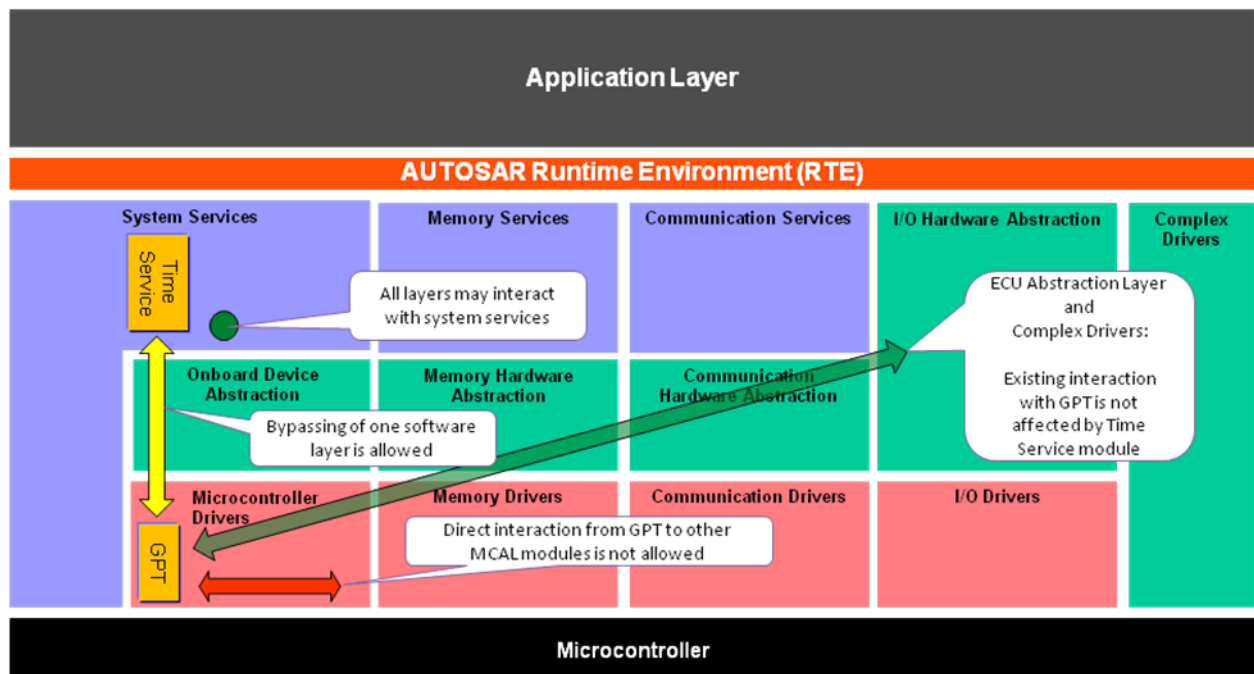 Application Layer
AUTOSAR Runtime Environment (RTE)
System Services
Memory Services
Communication Services
I/O Hardware Abstraction
Complex
Drivers
Time
Service
All layers may interact
with system services
ECU Abstraction Layer
and
Complex Drivers:
Existing interaction
with GPT is not
affected by Time
Service module
Onboard Device
Abstraction
Memory Hardware
Abstraction
Communication
Hardware Abstraction
Bypassing of one software
layer is allowed
Microcontroller
Drivers
Memory Drivers
Communication Drivers
I/O Drivers
GPT
Direct interaction from GPT to other
MCAL modules is not allowed
Microcontroller